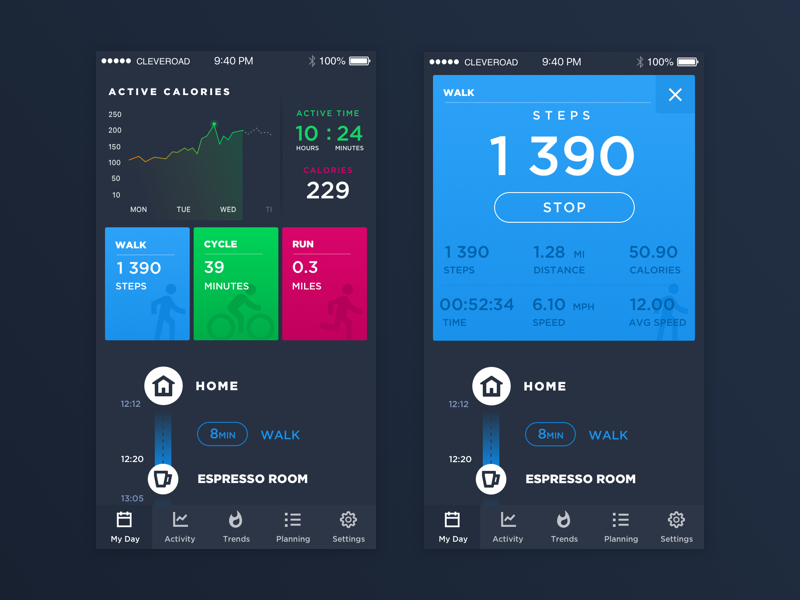 CLEVEROAD 9:40 PM 100%
ACTIVE CALORIES
250
200
150
100
50
10
MON TUE WED TI
ACTIVE TIME
10 : 24
HOURS MINUTES
CALORIES
229
WALK
1 390
STEPS
CYCLE
39
MINUTES
RUN
0.3
MILES
HOME
12:12
8MIN WALK
12:20
ESPRESSO ROOM
13:05
My Day Activity Trends Planning Settings
CLEVEROAD 9:40 PM 100%
WALK
STEPS
1 390
STOP
1 390 1.28 MI 50.90
STEPS DISTANCE CALORIES
00:52:34 6.10 MPH 12.00
TIME SPEED AVG SPEED
HOME
12:12
8MIN WALK
12:20
ESPRESSO ROOM
My Day Activity Trends Planning Settings